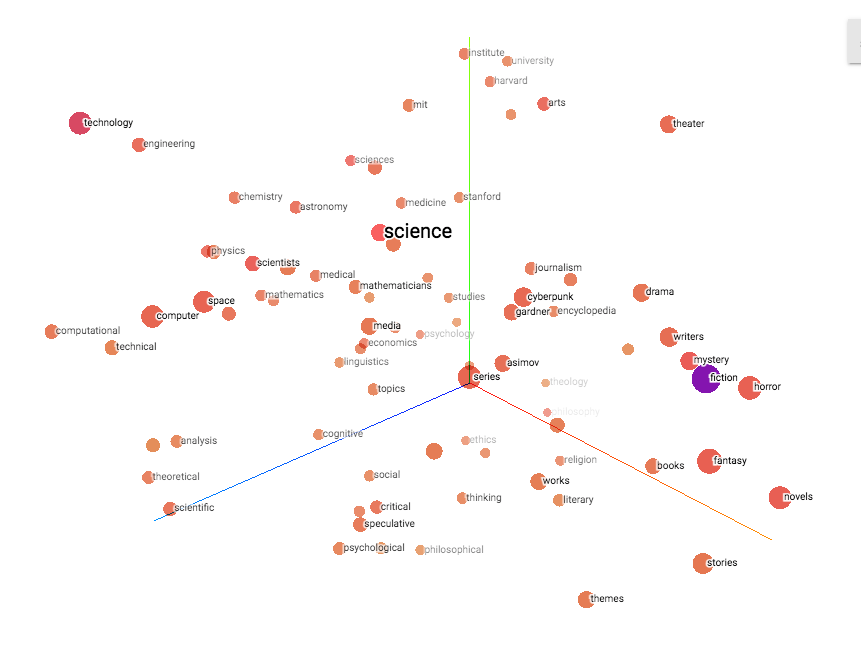 institute
university
harvard
mit
arts
technology
theater
engineering
sciences
chemistry
medicine
stanford
astronomy
science
physics
scientists
journalism
medical
mathematicians
drama
mathematics
studies
cyberpunk
space
gardner
encyclopedia
computer
media
computational
psychology
writers
economics
technical
mystery
linguistics
asimov
series
fiction
theology
horror
topics
philosophy
cognitive
analysis
ethics
religion
fantasy
books
theoretical
social
works
thinking
literary
novels
scientific
critical
speculative
psychological
philosophical
stories
themes